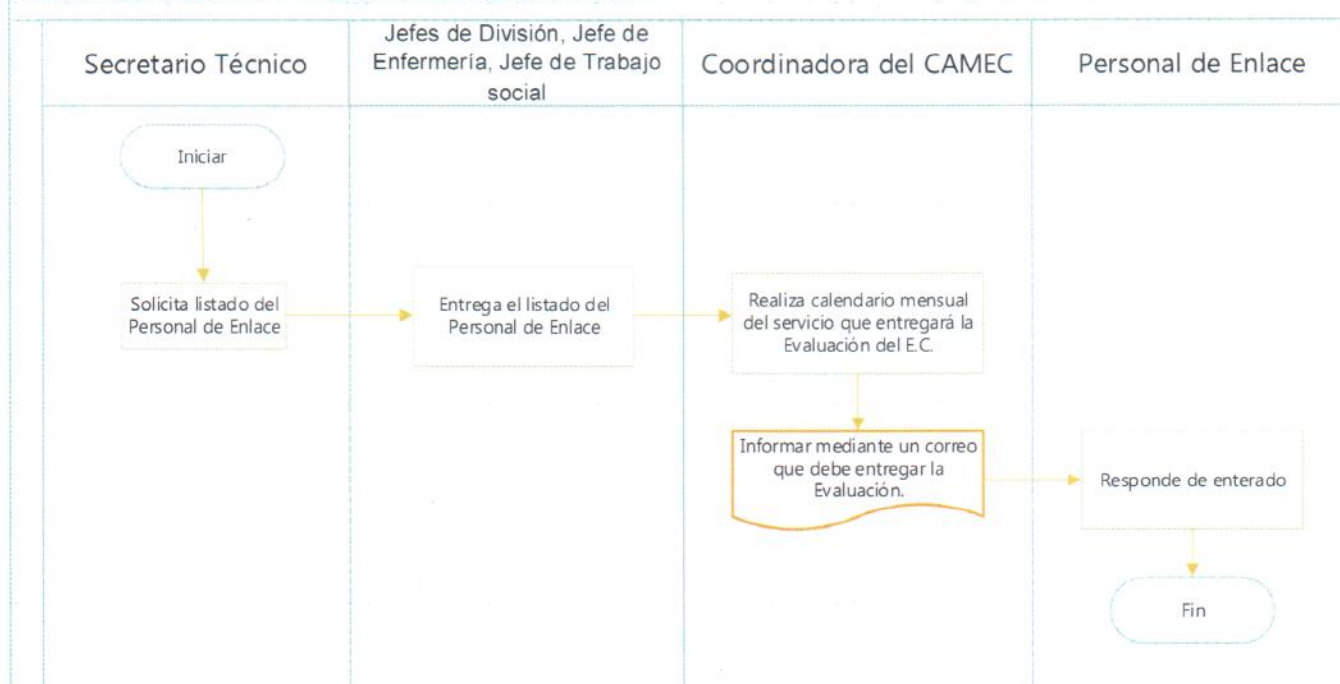 Secretario Técnico
Jefes de División, Jefe de
Enfermería, Jefe de Trabajo
social
Coordinadora del CAMEC
Personal de Enlace
Iniciar
Solicita listado del
Personal de Enlace
Entrega el listado del
Personal de Enlace
Realiza calendario mensual
del servicio que entregará la
Evaluación del E.C.
Informar mediante un correo
que debe entregar la
Evaluación.
Responde de enterado
Fin